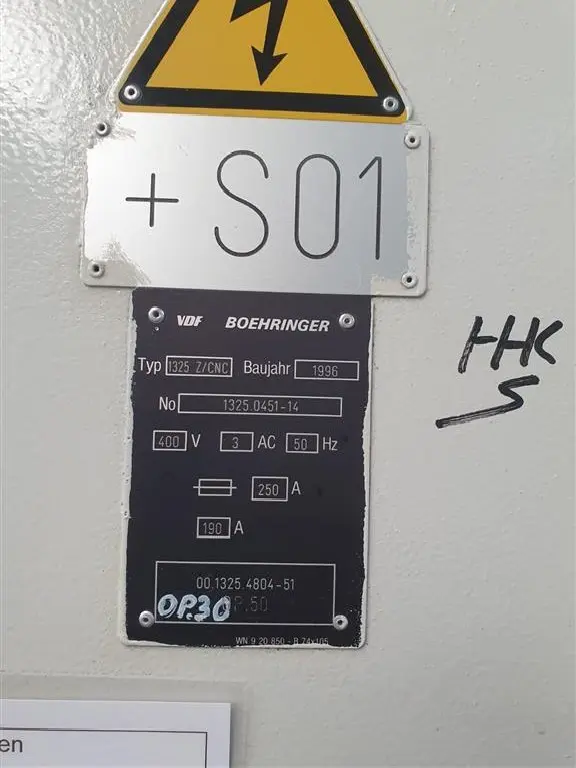 + S01
VDF BOEHRINGER
Typ 1325 Z/CNC Baujahr 1996
No 1325.0451-14
400 V 3 AC 50 Hz
250 A
190 A
00.1325.4804-51
OP.30 OP.50
WN 9 20 850 - B 74x105
HHK
S
en